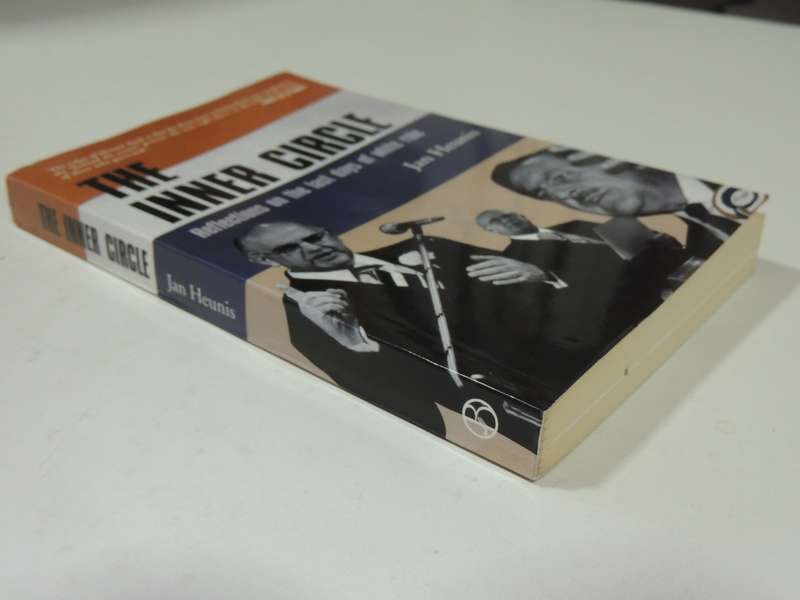 THE
INNER CIRCLE
Reflections on the last days of white rule
Jan Heunis
THE INNER CIRCLE
Jan Heunis